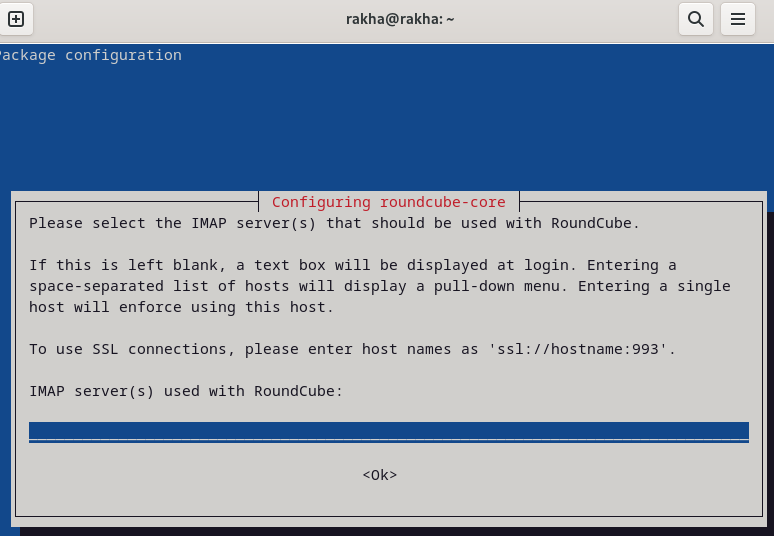 rakha@rakha: ~
Package configuration
Configuring roundcube-core
Please select the IMAP server(s) that should be used with RoundCube.
If this is left blank, a text box will be displayed at login. Entering a
space-separated list of hosts will display a pull-down menu. Entering a single
host will enforce using this host.
To use SSL connections, please enter host names as 'ssl://hostname:993'.
IMAP server(s) used with RoundCube:
<Ok>